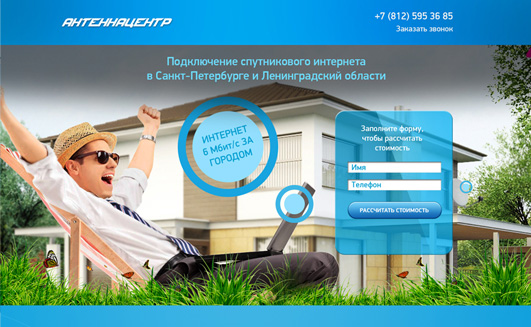 АНТЕННАЦЕНТР
+7 (812) 595 36 85
Заказать звонок
Подключение спутникового интернета
в Санкт-Петербурге и Ленинградский области
ИНТЕРНЕТ
6 Мбит/с ЗА
ГОРОДОМ
Заполните форму,
чтобы рассчитать
стоимость
Имя
Телефон
РАССЧИТАТЬ СТОИМОСТЬ